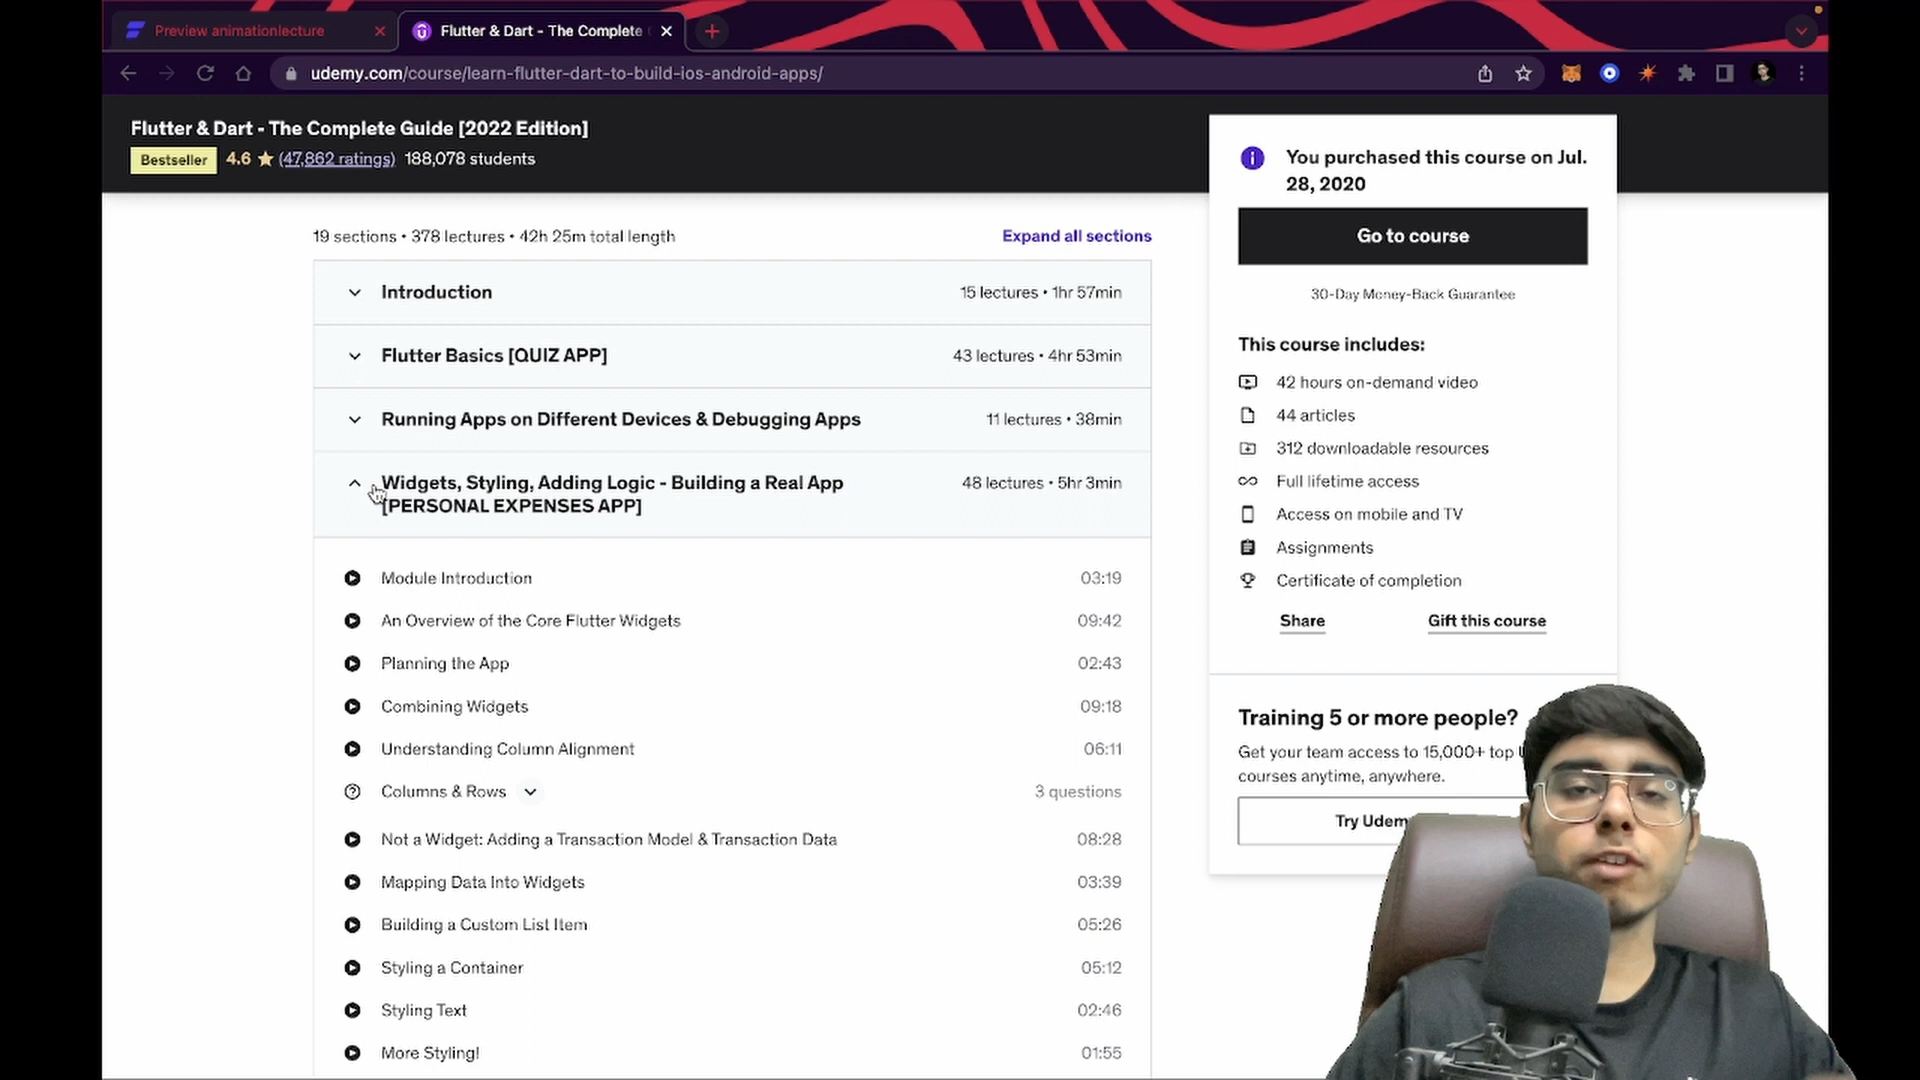 Preview animationlecture
Flutter & Dart - The Complete
udemy.com/course/learn-flutter-dart-to-build-ios-android-apps/
Flutter & Dart - The Complete Guide [2022 Edition]
Bestseller 4.6 (47,862 ratings) 188,078 students
You purchased this course on Jul.
28, 2020
Go to course
30-Day Money-Back Guarantee
This course includes:
42 hours on-demand video
44 articles
312 downloadable resources
Full lifetime access
Access on mobile and TV
Assignments
Certificate of completion
Share Gift this course
Training 5 or more people?
Get your team access to 15,000+ top
courses anytime, anywhere.
Try Udem
19 sections • 378 lectures • 42h 25m total length Expand all sections
Introduction 15 lectures • 1hr 57min
Flutter Basics [QUIZ APP] 43 lectures • 4hr 53min
Running Apps on Different Devices & Debugging Apps 11 lectures • 38min
Widgets, Styling, Adding Logic - Building a Real App 48 lectures • 5hr 3min
[PERSONAL EXPENSES APP]
Module Introduction 03:19
An Overview of the Core Flutter Widgets 09:42
Planning the App 02:43
Combining Widgets 09:18
Understanding Column Alignment 06:11
Columns & Rows 3 questions
Not a Widget: Adding a Transaction Model & Transaction Data 08:28
Mapping Data Into Widgets 03:39
Building a Custom List Item 05:26
Styling a Container 05:12
Styling Text 02:46
More Styling! 01:55